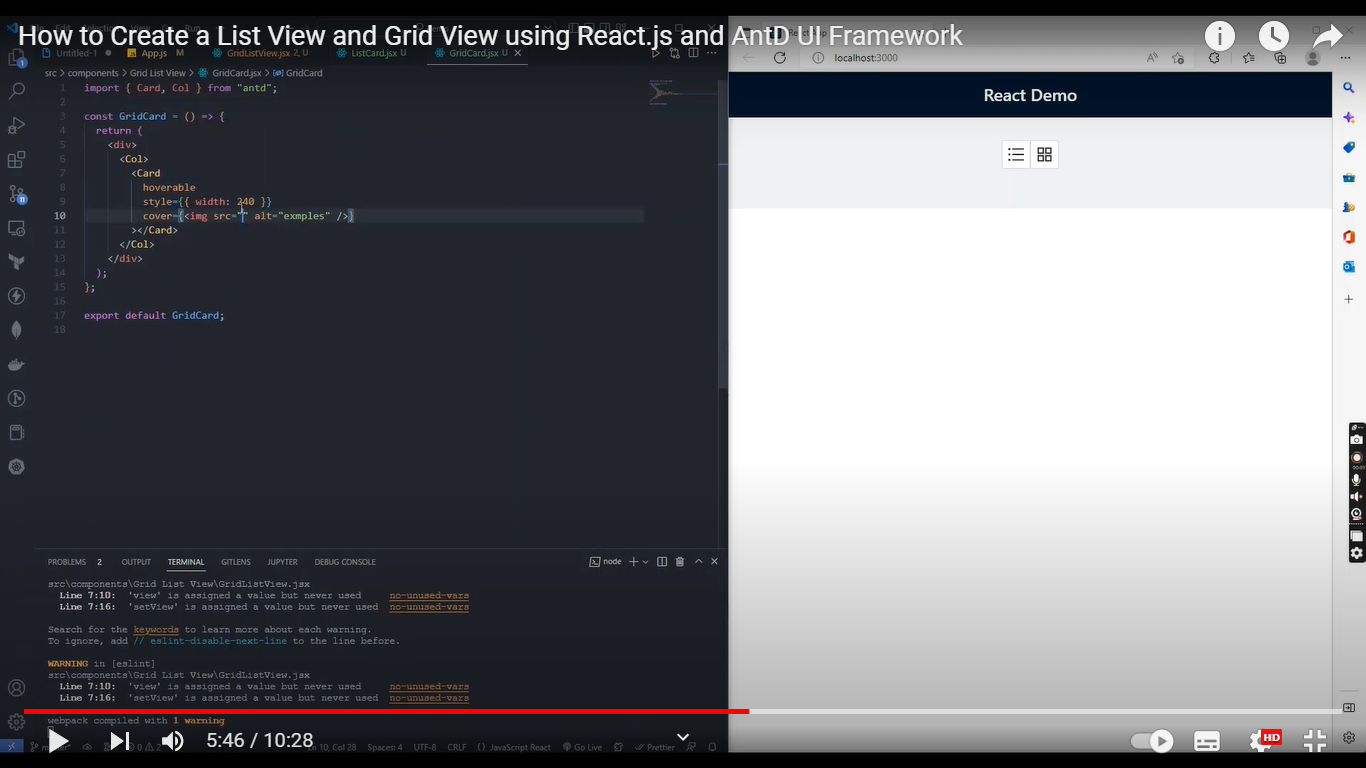 How to Create a List View and Grid View using React.js and AntD UI Framework
Untitled-1 App.js M GridListView.jsx 2, U ListCard.jsx U GridCard.jsx U
localhost:3000
src > components > Grid List View > GridCard.jsx > GridCard
1 import { Card, Col } from "antd";
2
3 const GridCard = () => {
4 return (
5 <div>
6 <Col>
7 <Card
8 hoverable
9 style={{ width: 240 }}
10 cover={<img src="" alt="exmples" />}
11 ></Card>
12 </Col>
13 </div>
14 );
15 };
16
17 export default GridCard;
18
React Demo
PROBLEMS 2 OUTPUT TERMINAL GITLENS JUPYTER DEBUG CONSOLE node
src\components\Grid List View\GridListView.jsx
Line 7:10: 'view' is assigned a value but never used no-unused-vars
Line 7:16: 'setView' is assigned a value but never used no-unused-vars
Search for the keywords to learn more about each warning.
To ignore, add // eslint-disable-next-line to the line before.
WARNING in [eslint]
src\components\Grid List View\GridListView.jsx
Line 7:10: 'view' is assigned a value but never used no-unused-vars
Line 7:16: 'setView' is assigned a value but never used no-unused-vars
webpack compiled with 1 warning
5:46 / 10:28
Ln 10, Col 28 Spaces: 4 UTF-8 CRLF {} JavaScript React Go Live Prettier
HD